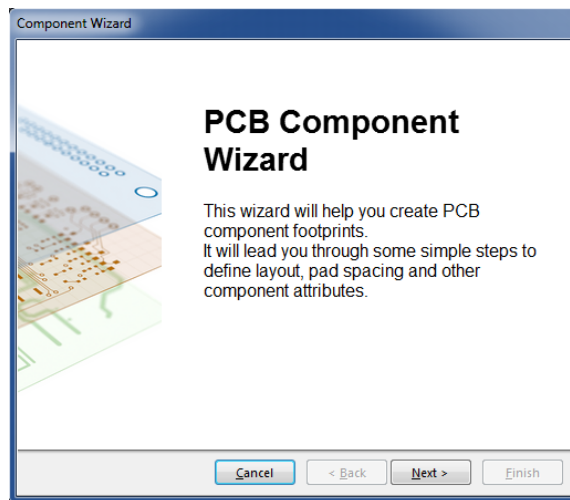 Component Wizard
PCB Component
Wizard
This wizard will help you create PCB
component footprints.
It will lead you through some simple steps to
define layout, pad spacing and other
component attributes.
Cancel
< Back
Next >
Finish